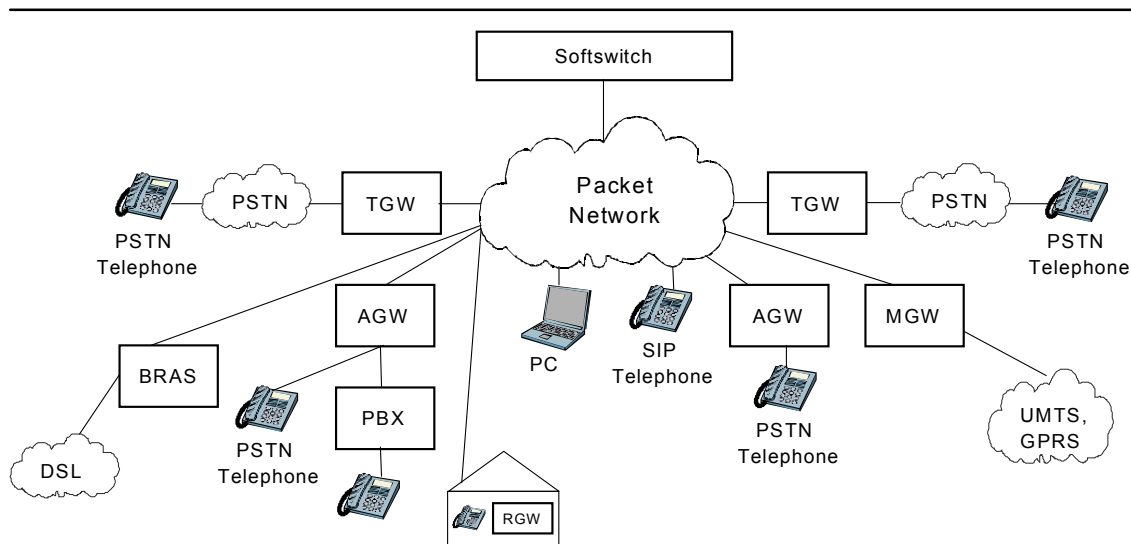 Softswitch
Packet
Network
PSTN
TGW
TGW
PSTN
PSTN
Telephone
PSTN
Telephone
AGW
AGW
MGW
BRAS
PC
SIP
Telephone
PSTN
Telephone
PBX
PSTN
Telephone
UMTS,
GPRS
DSL
RGW